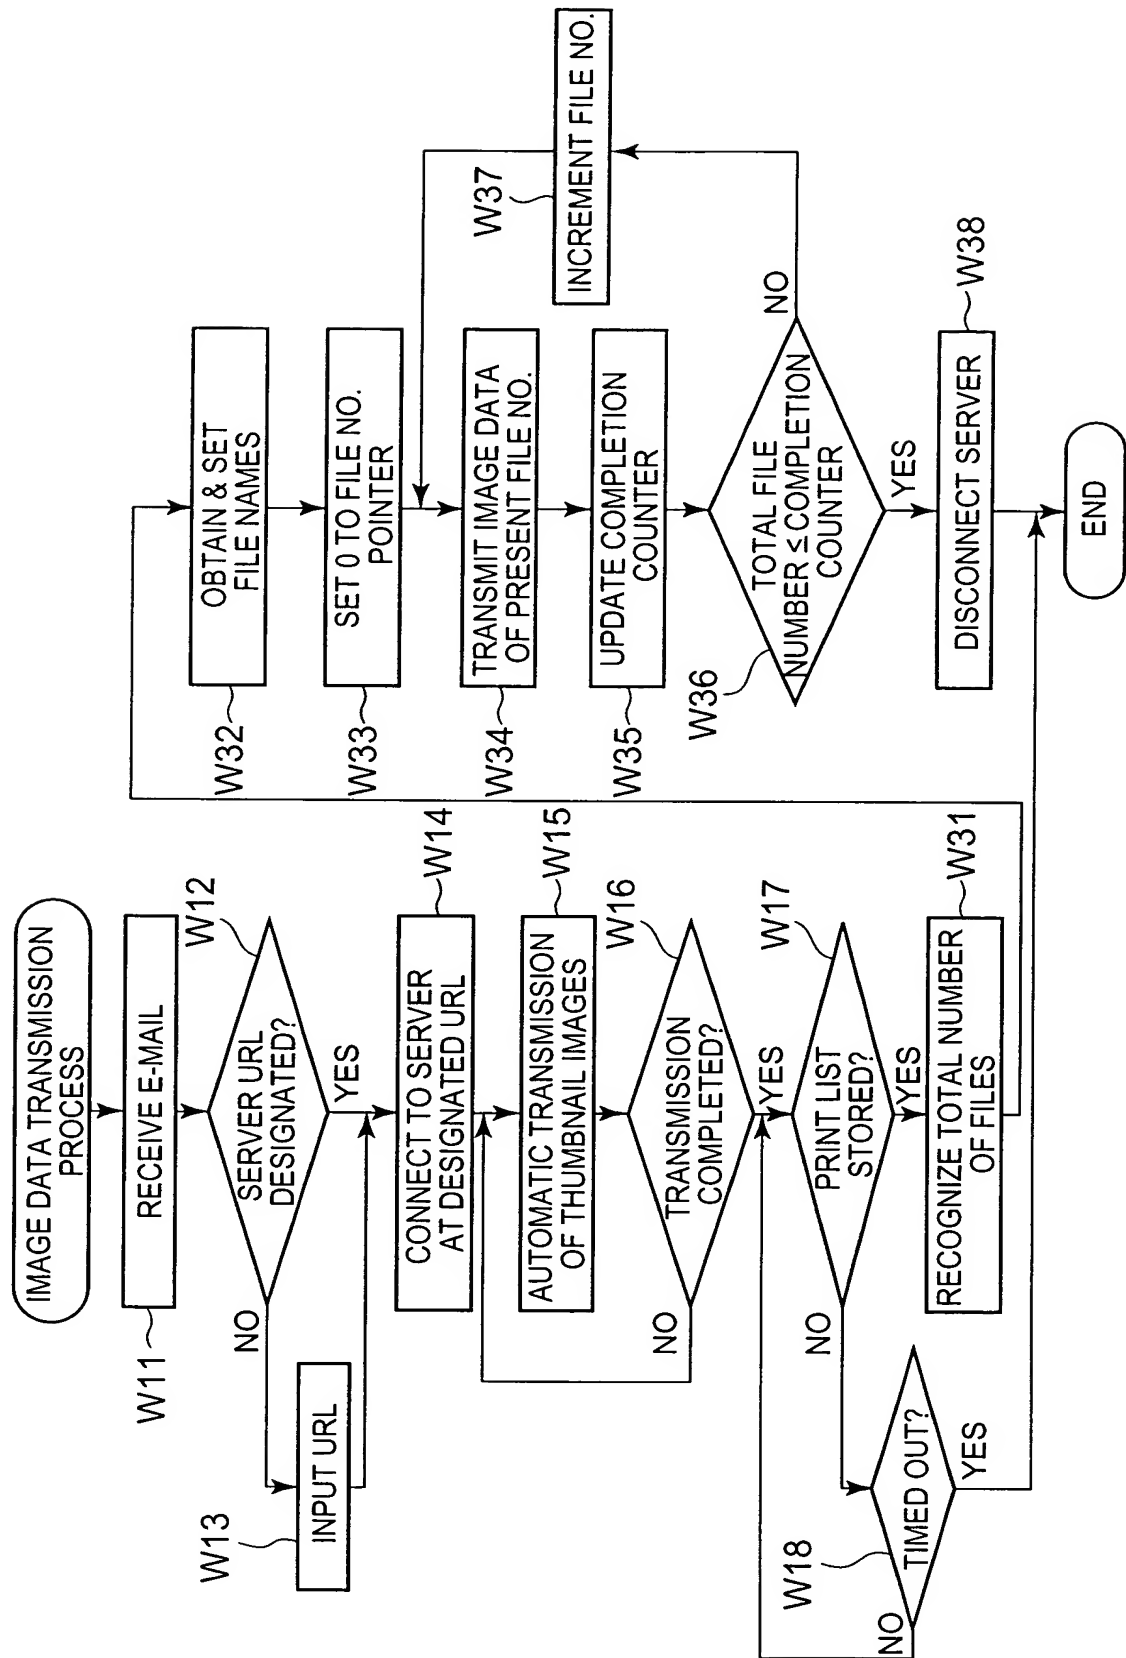 IMAGE DATA TRANSMISSION
PROCESS
W11
RECEIVE E-MAIL
W12
SERVER URL
DESIGNATED?
NO
YES
W13
INPUT URL
W14
CONNECT TO SERVER
AT DESIGNATED URL
W15
AUTOMATIC TRANSMISSION
OF THUMBNAIL IMAGES
W16
TRANSMISSION
COMPLETED?
NO
YES
W17
PRINT LIST
STORED?
NO
YES
W18
TIMED OUT?
NO
YES
W31
RECOGNIZE TOTAL NUMBER
OF FILES
W32
OBTAIN & SET
FILE NAMES
W33
SET 0 TO FILE NO.
POINTER
W34
TRANSMIT IMAGE DATA
OF PRESENT FILE NO.
W35
UPDATE COMPLETION
COUNTER
W36
TOTAL FILE
NUMBER ≤ COMPLETION
COUNTER
NO
YES
W37
INCREMENT FILE NO.
W38
DISCONNECT SERVER
END